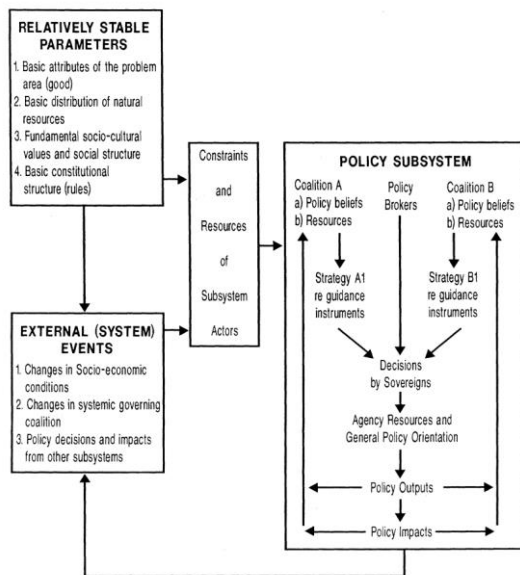 RELATIVELY STABLE
PARAMETERS
1. Basic attributes of the problem
area (good)
2. Basic distribution of natural
resources
3. Fundamental socio-cultural
values and social structure
4. Basic constitutional
structure (rules)
EXTERNAL (SYSTEM)
EVENTS
1. Changes in Socio-economic
conditions
2. Changes in systemic governing
coalition
3. Policy decisions and impacts
from other subsystems
Constraints
and
Resources
of
Subsystem
Actors
POLICY SUBSYSTEM
Coalition A
a) Policy beliefs
b) Resources
Policy
Brokers
Coalition B
a) Policy beliefs
b) Resources
Strategy A1
re guidance
instruments
Strategy B1
re guidance
instruments
Decisions
by Sovereigns
Agency Resources and
General Policy Orientation
Policy Outputs
Policy Impacts